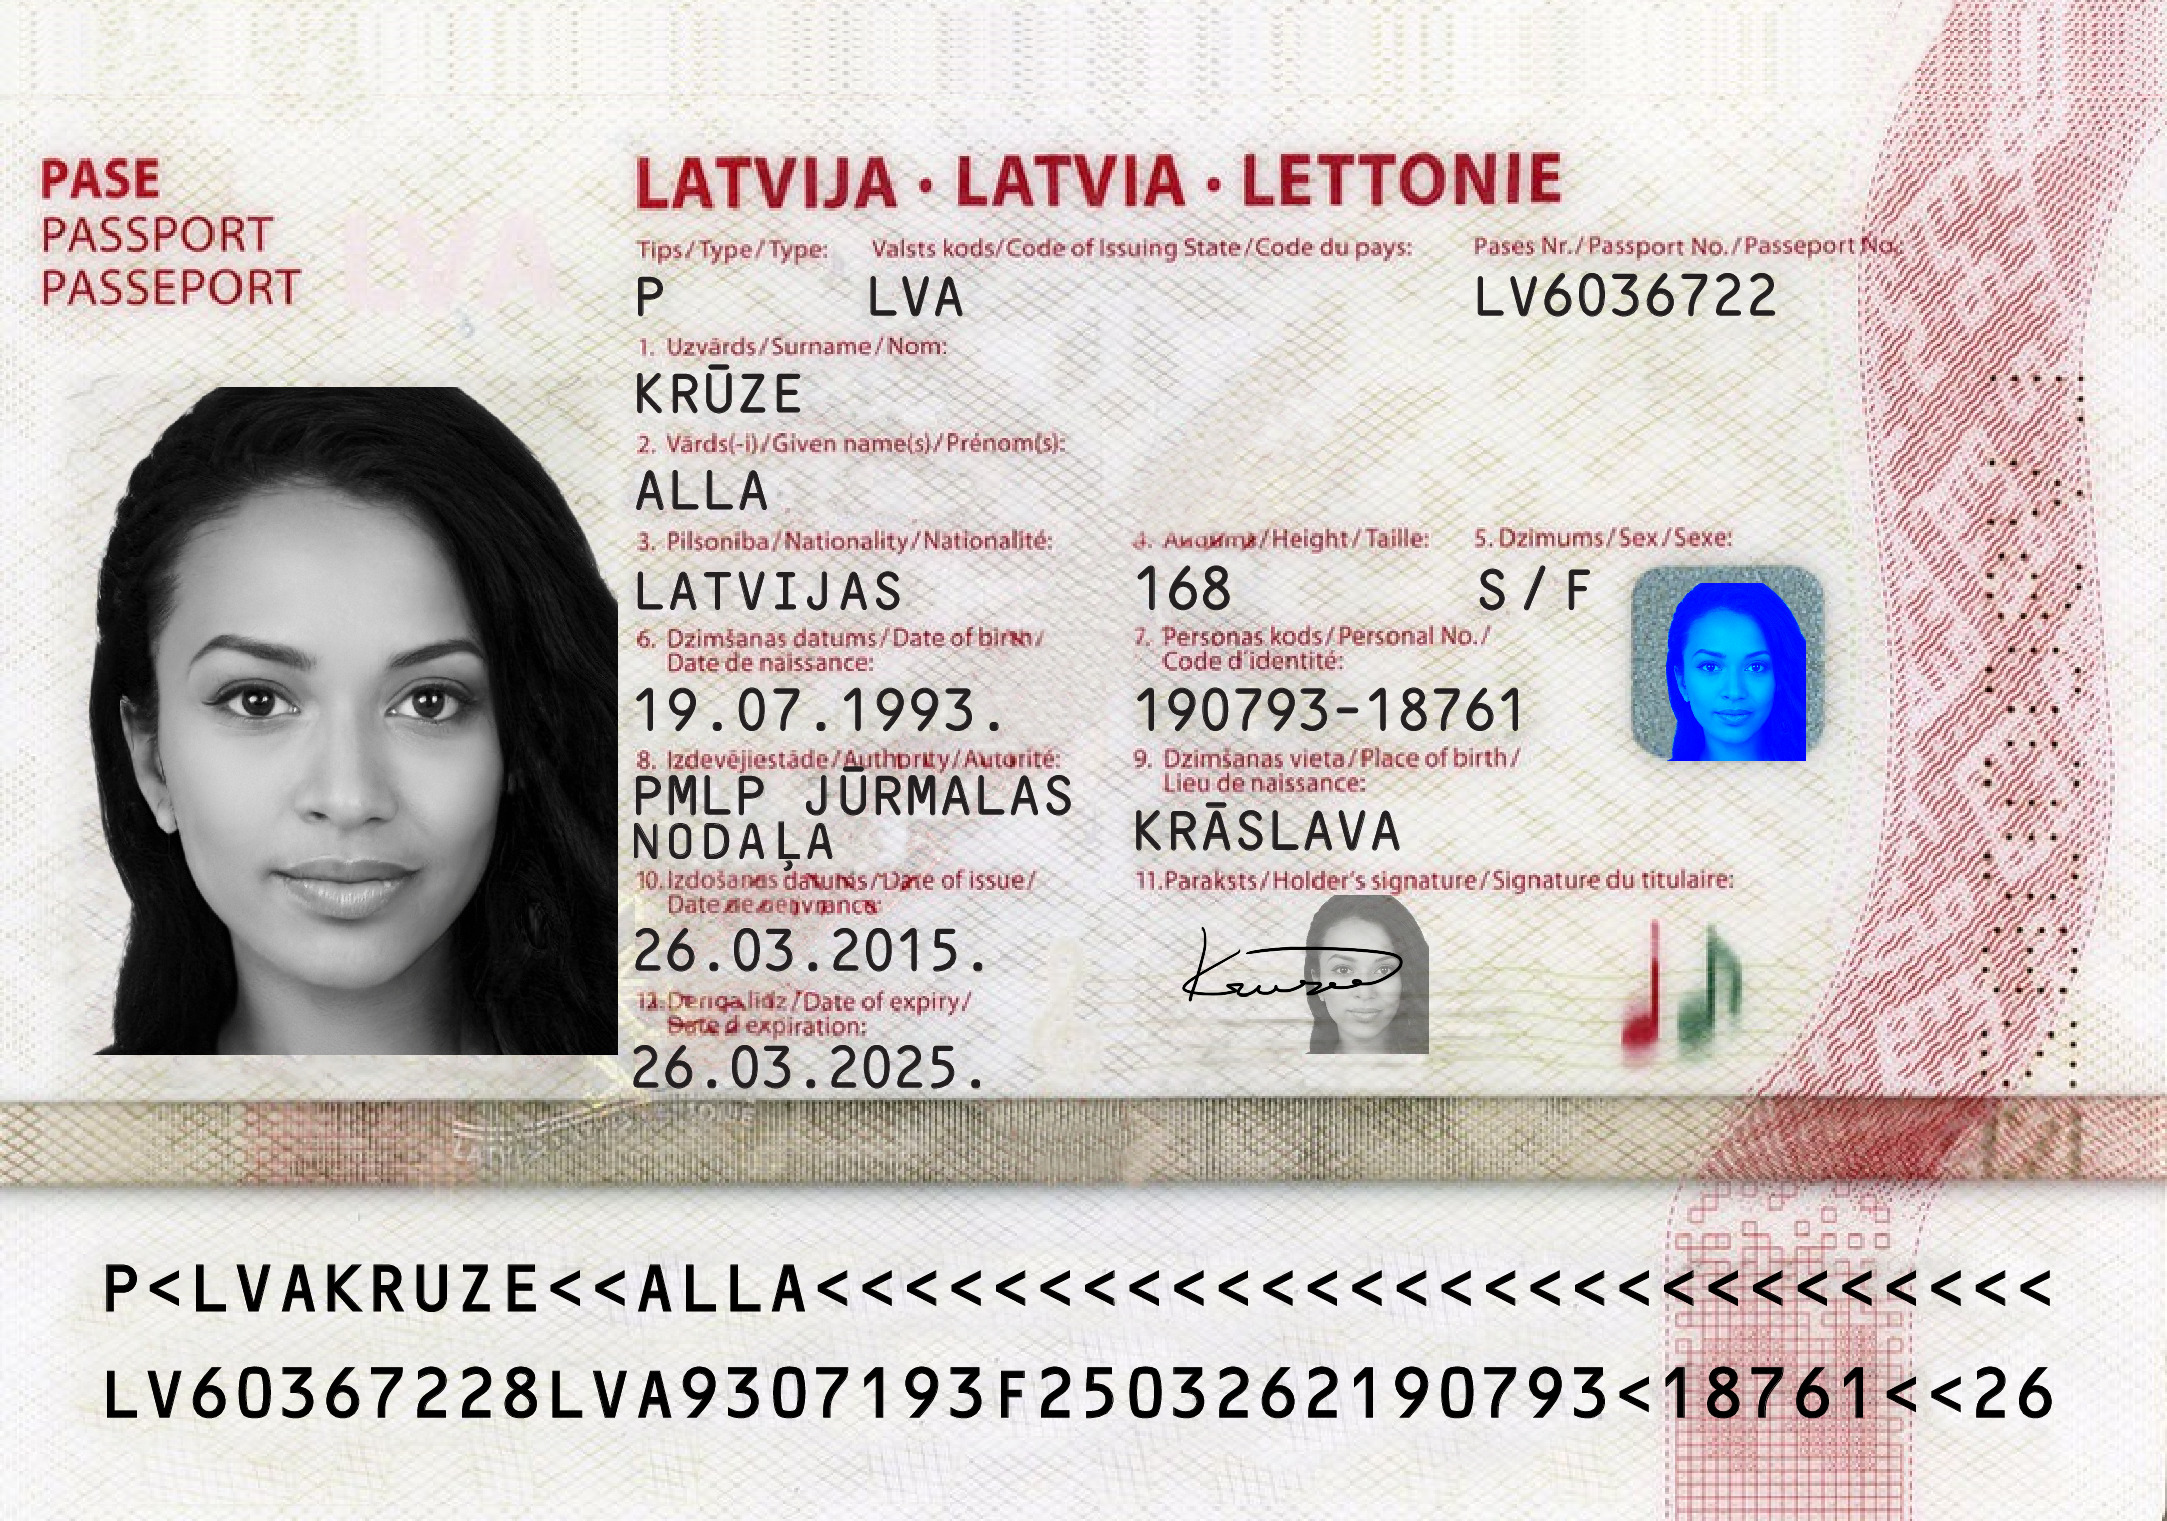 PASE
PASSPORT
PASSEPORT
LVA
LATVIJA · LATVIA · LETTONIE
Tips/Type/Type: Valsts kods/Code of Issuing State/Code du pays: Pases Nr./Passport No./Passeport No.:
P LVA LV6036722
1. Uzvārds/Surname/Nom:
KRŪZE
2. Vārds(-i)/Given name(s)/Prénom(s):
ALLA
3. Pilsonība/Nationality/Nationalité: 4. Augums/Height/Taille: 5. Dzimums/Sex/Sexe:
LATVIJAS 168 S/F
6. Dzimšanas datums/Date of birth/ 7. Personas kods/Personal No./
Date de naissance: Code d'identité:
19.07.1993. 190793-18761
8. Izdevējiestāde/Authority/Autorité: 9. Dzimšanas vieta/Place of birth/
Lieu de naissance:
PMLP JŪRMALAS
NODAĻA KRĀSLAVA
10. Izdošanas datums/Date of issue/ 11. Paraksts/Holder's signature/Signature du titulaire:
Date de delivrance:
26.03.2015. Kruze
12. Derīga līdz/Date of expiry/
Date d expiration:
26.03.2025.
P<LVAKRUZE<<ALLA<<<<<<<<<<<<<<<<<<<<<<<<<<<<
LV60367228LVA9307193F2503262190793<18761<<26